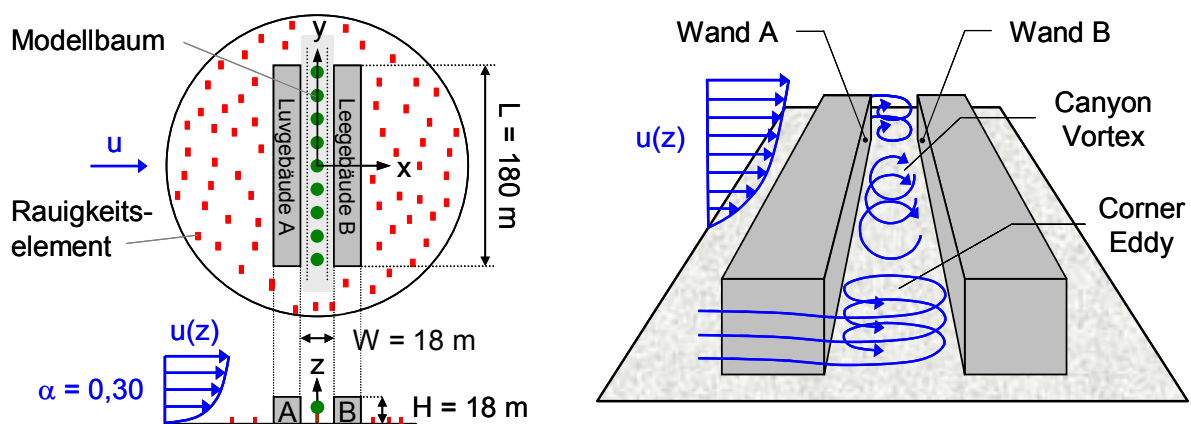 Modellbaum
y
Luvgebäude A
Leegebäude B
L = 180 m
u
x
Rauigkeits-
element
u(z)
W = 18 m
z
α = 0,30
A
B
H = 18 m
Wand A
Wand B
u(z)
Canyon
Vortex
Corner
Eddy